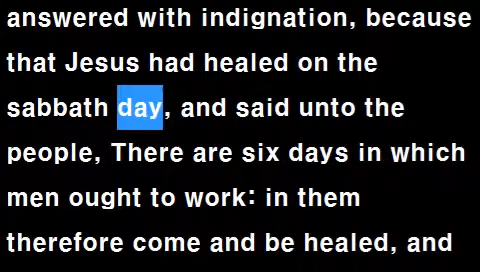 answered with indignation, because
that Jesus had healed on the
sabbath day, and said unto the
people, There are six days in which
men ought to work: in them
therefore come and be healed, and